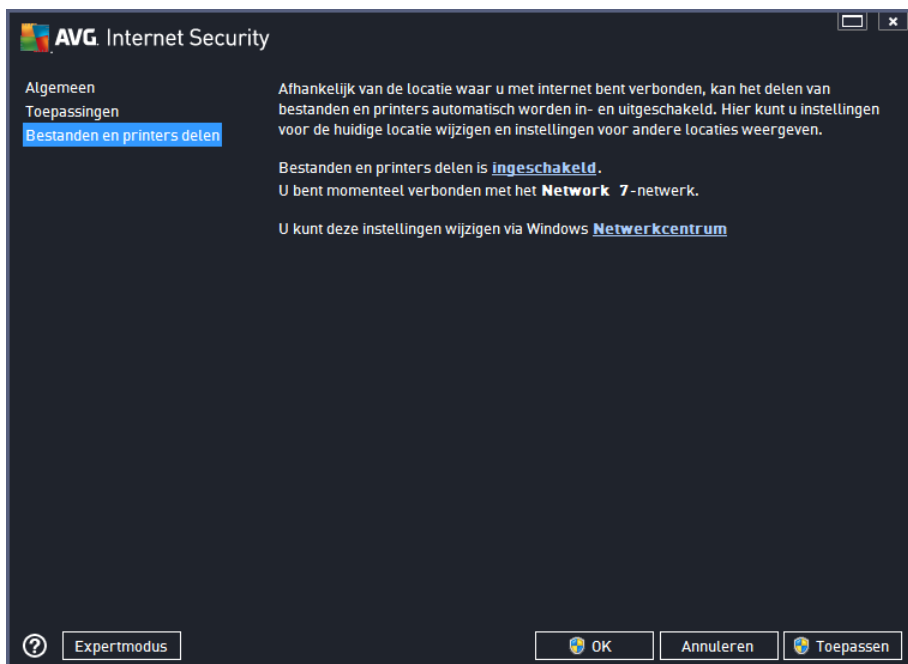 AVG. Internet Security
Algemeen
Toepassingen
Bestanden en printers delen
Afhankelijk van de locatie waar u met internet bent verbonden, kan het delen van
bestanden en printers automatisch worden in- en uitgeschakeld. Hier kunt u instellingen
voor de huidige locatie wijzigen en instellingen voor andere locaties weergeven.
Bestanden en printers delen is ingeschakeld.
U bent momenteel verbonden met het Network 7-netwerk.
U kunt deze instellingen wijzigen via Windows Netwerkcentrum
? Expertmodus OK Annuleren Toepassen